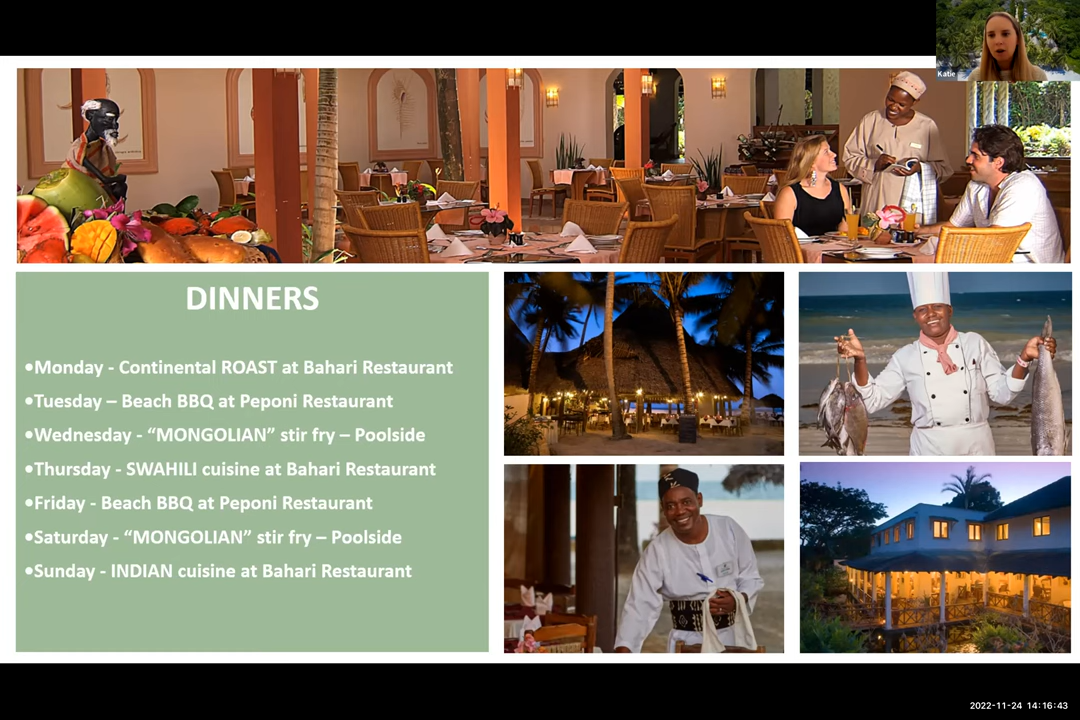 Katie
DINNERS
•Monday - Continental ROAST at Bahari Restaurant
•Tuesday – Beach BBQ at Peponi Restaurant
•Wednesday - “MONGOLIAN” stir fry – Poolside
•Thursday - SWAHILI cuisine at Bahari Restaurant
•Friday - Beach BBQ at Peponi Restaurant
•Saturday - “MONGOLIAN” stir fry – Poolside
•Sunday - INDIAN cuisine at Bahari Restaurant
2022-11-24 14:16:43